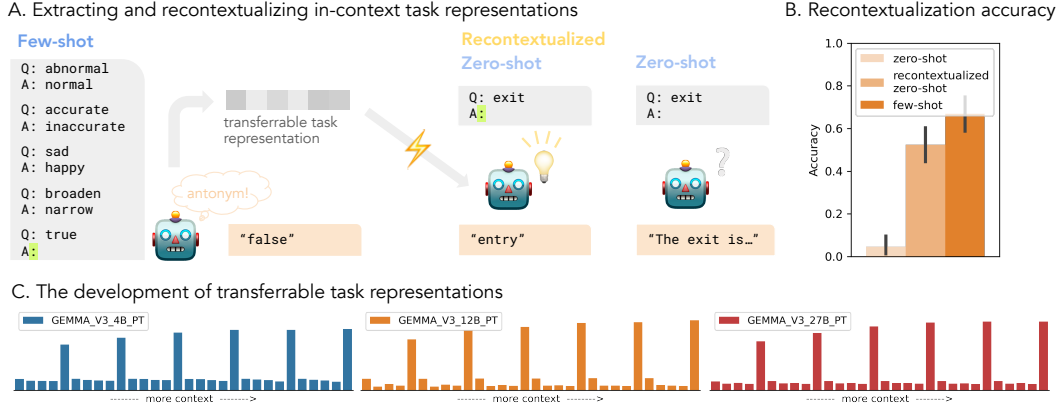 A. Extracting and recontextualizing in-context task representations
Few-shot
Q: abnormal
A: normal
Q: accurate
A: inaccurate
Q: sad
A: happy
Q: broaden
A: narrow
Q: true
A:
antonym!
transferrable task
representation
"false"
Recontextualized
Zero-shot
Q: exit
A:
"entry"
Zero-shot
Q: exit
A:
?
"The exit is…"
B. Recontextualization accuracy
Accuracy
1.0
0.8
0.6
0.4
0.2
0.0
zero-shot
recontextualized
zero-shot
few-shot
C. The development of transferrable task representations
GEMMA_V3_4B_PT
-------- more context ------->
GEMMA_V3_12B_PT
-------- more context ------->
GEMMA_V3_27B_PT
-------- more context ------->